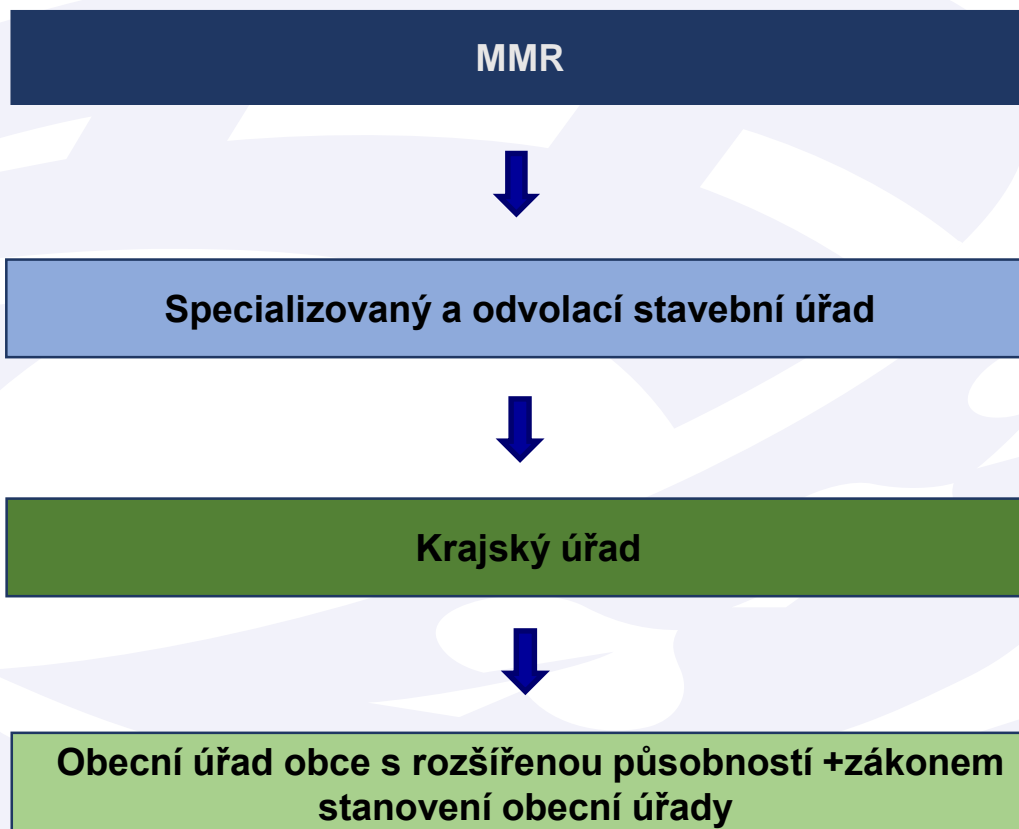 MMR
Specializovaný a odvolací stavební úřad
Krajský úřad
Obecní úřad obce s rozšířenou působností +zákonem
stanovení obecní úřady